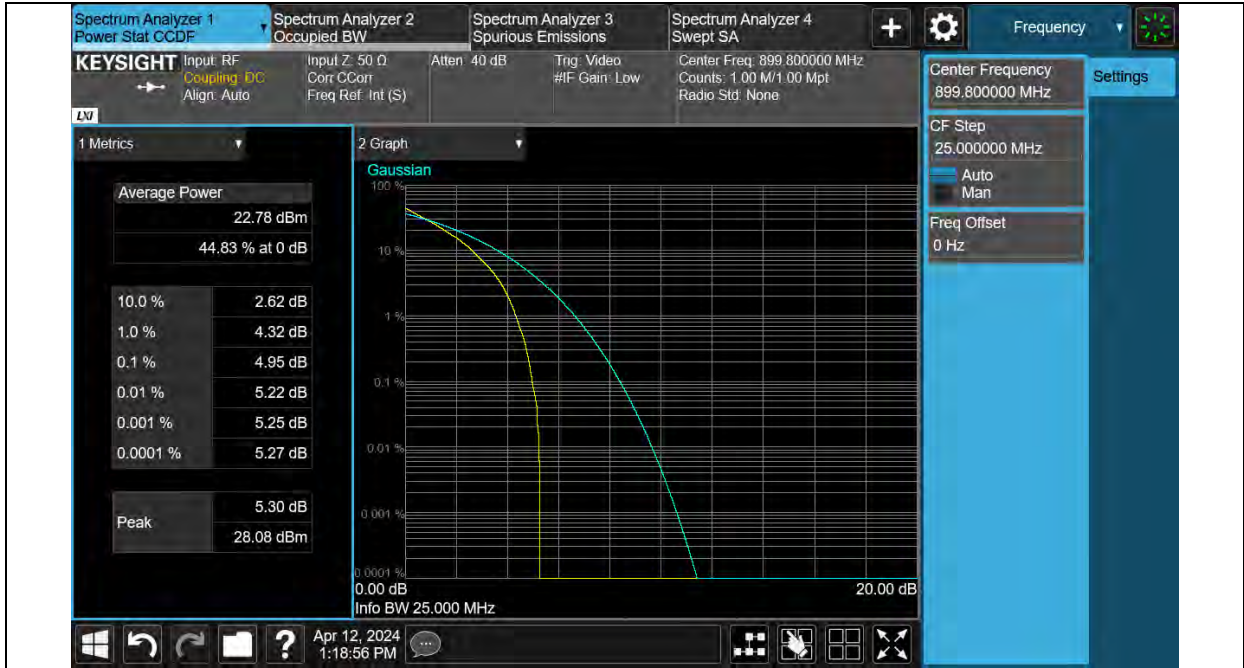 Spectrum Analyzer 1
Power Stat CCDF
Spectrum Analyzer 2
Occupied BW
Spectrum Analyzer 3
Spurious Emissions
Spectrum Analyzer 4
Swept SA
Frequency
KEYSIGHT
Input: RF
Coupling: DC
Align: Auto
Input Z: 50 Ω
Corr CCorr
Freq Ref: Int (S)
Atten: 40 dB
Trig: Video
#IF Gain: Low
Center Freq: 899.800000 MHz
Counts: 1.00 M/1.00 Mpt
Radio Std: None
LXI
Center Frequency
899.800000 MHz
Settings
CF Step
25.000000 MHz
Auto
Man
Freq Offset
0 Hz
1 Metrics
Average Power
22.78 dBm
44.83 % at 0 dB
10.0 % 2.62 dB
1.0 % 4.32 dB
0.1 % 4.95 dB
0.01 % 5.22 dB
0.001 % 5.25 dB
0.0001 % 5.27 dB
Peak
5.30 dB
28.08 dBm
2 Graph
Gaussian
100 %
10 %
1 %
0.1 %
0.01 %
0.001 %
0.0001 %
0.00 dB
20.00 dB
Info BW 25.000 MHz
?
Apr 12, 2024
1:18:56 PM